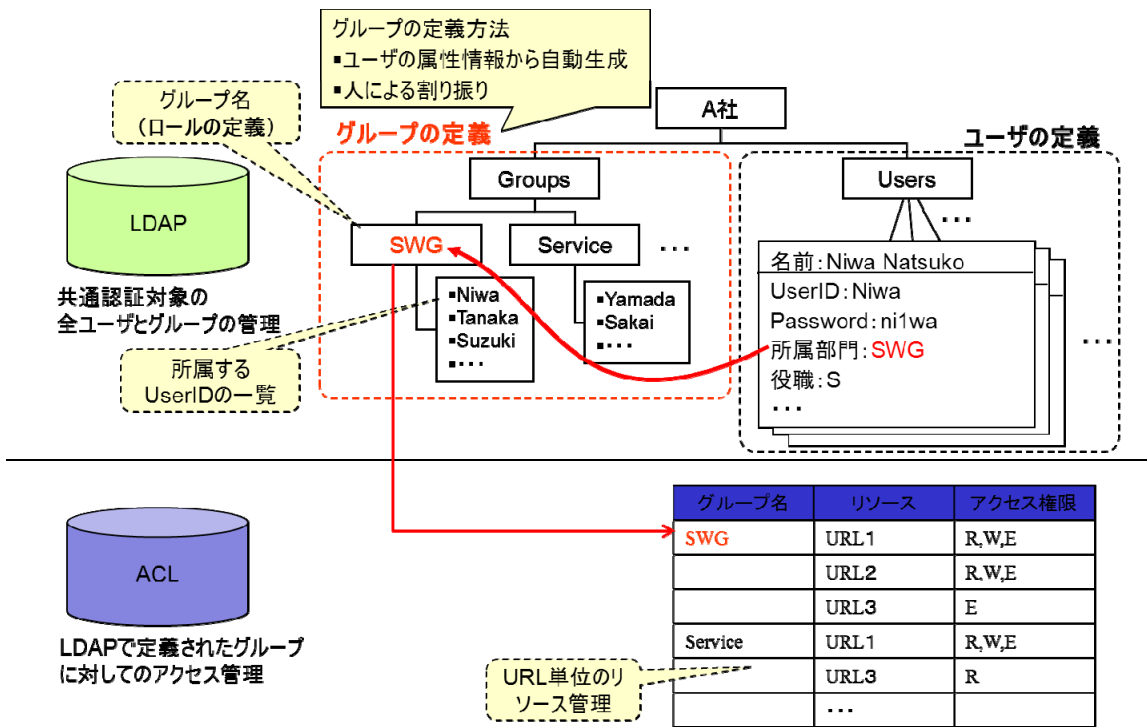 グループの定義方法
▪ユーザの属性情報から自動生成
▪人による割り振り
グループ名
(ロールの定義)
グループの定義
A社
ユーザの定義
Groups
Users
LDAP
SWG
Service
…
…
共通認証対象の
全ユーザとグループの管理
▪Niwa
▪Tanaka
▪Suzuki
▪…
▪Yamada
▪Sakai
▪…
所属する
UserIDの一覧
名前:Niwa Natsuko
UserID:Niwa
Password:ni1wa
所属部門:SWG
役職:S
…
…
ACL
LDAPで定義されたグループ
に対してのアクセス管理
グループ名 リソース アクセス権限
SWG URL1 R,W,E
URL2 R,W,E
URL3 E
Service URL1 R,W,E
URL3 R
…
URL単位のリ
ソース管理